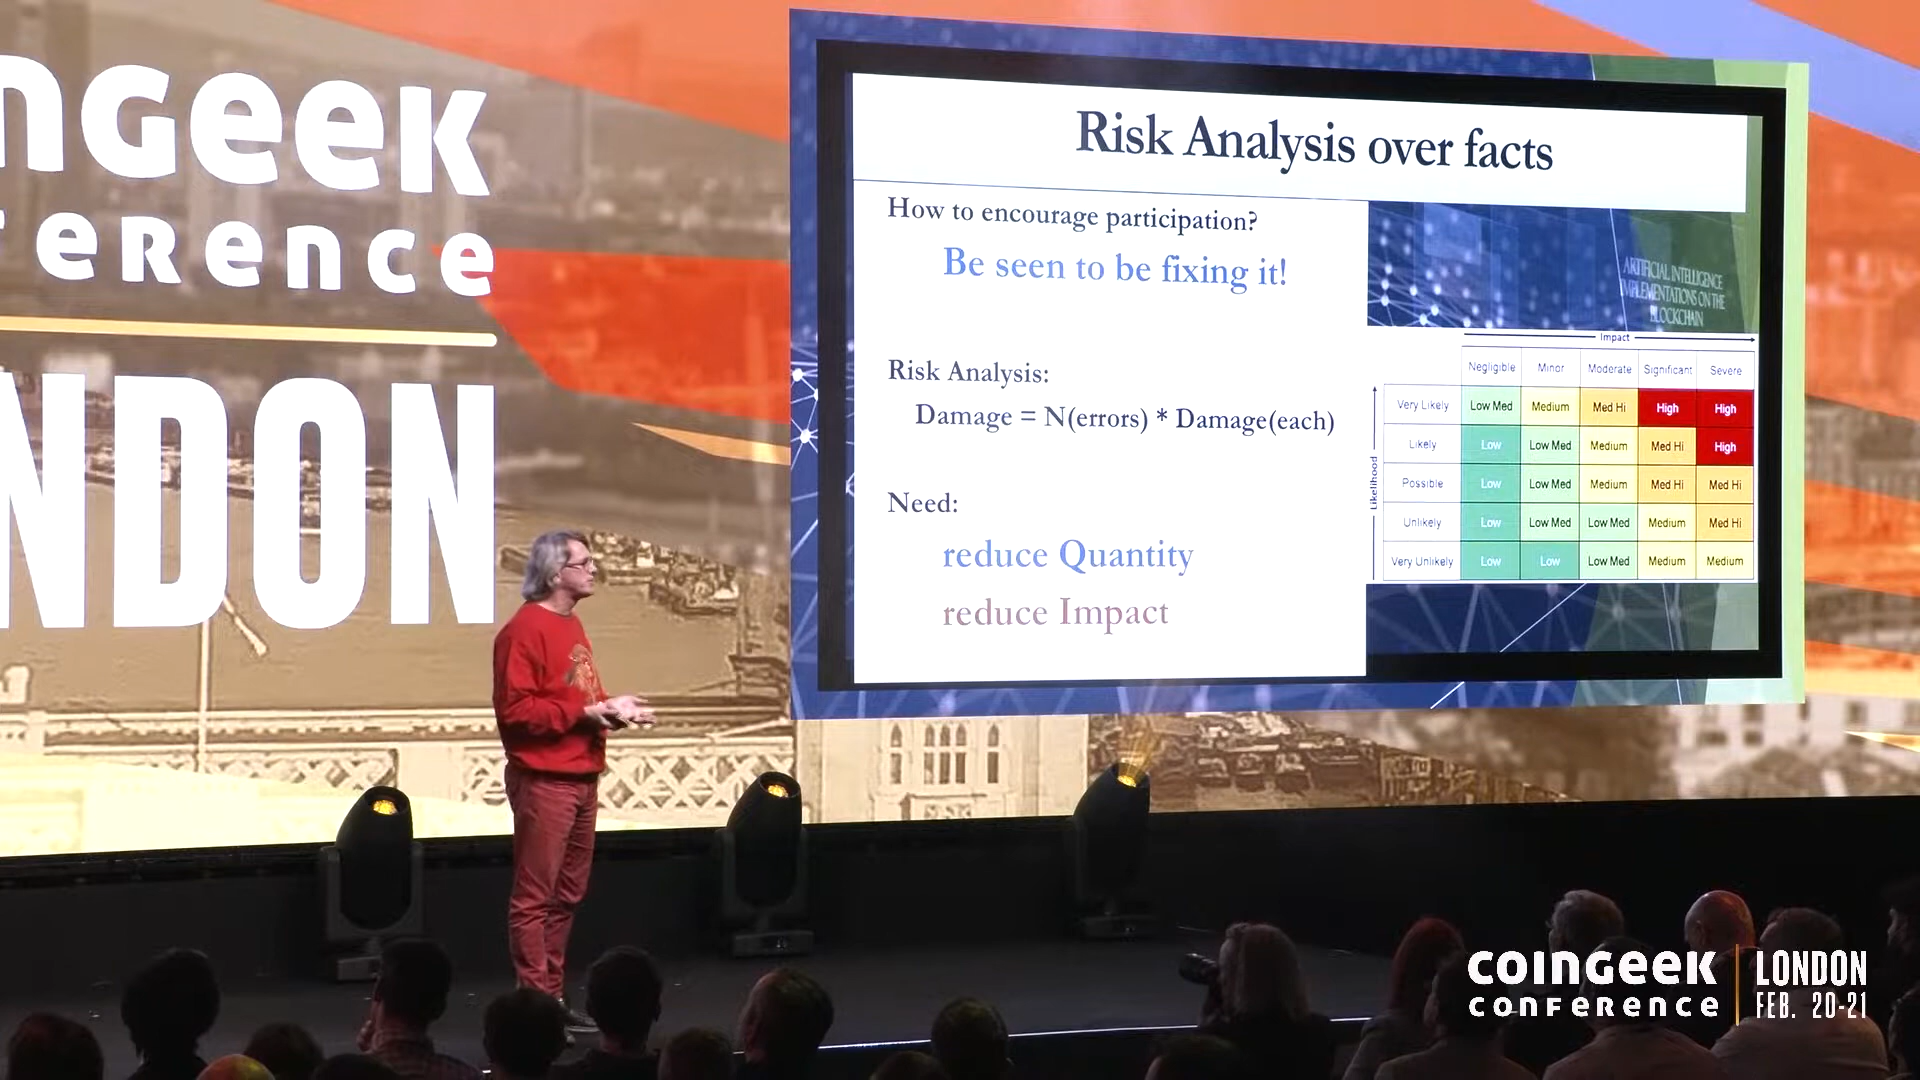 nGeek
ference
NDON
Risk Analysis over facts
How to encourage participation?
Be seen to be fixing it!
Risk Analysis:
Damage = N(errors) * Damage(each)
Need:
reduce Quantity
reduce Impact
ARTIFICIAL INTELLIGENCE
IMPLEMENTATIONS ON THE
BLOCKCHAIN
Impact
Negligible Minor Moderate Significant Severe
Likelihood
Very Likely Low Med Medium Med Hi High High
Likely Low Low Med Medium Med Hi High
Possible Low Low Med Medium Med Hi Med Hi
Unlikely Low Low Med Low Med Medium Med Hi
Very Unlikely Low Low Low Med Medium Medium
COINGEEK
CONFERENCE
LONDON
FEB. 20-21